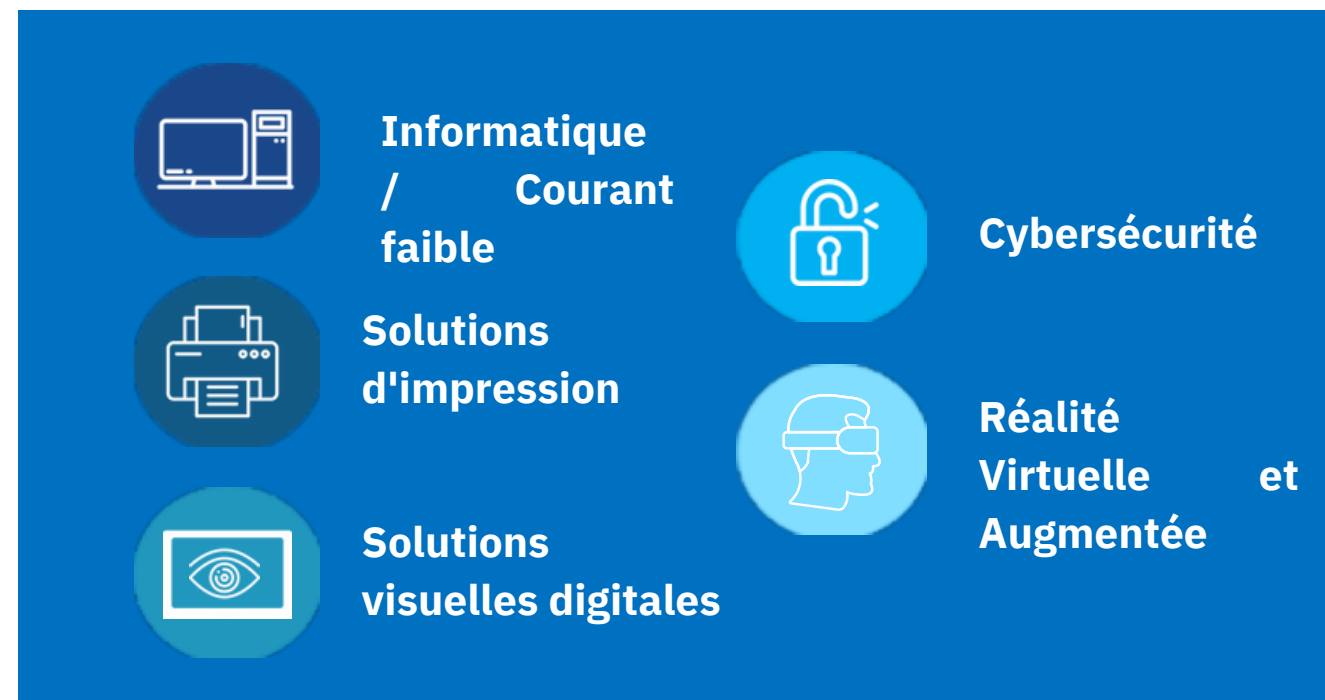 Informatique
/ Courant
faible
Solutions
d'impression
Solutions
visuelles digitales
Cybersécurité
Réalité
Virtuelle et
Augmentée